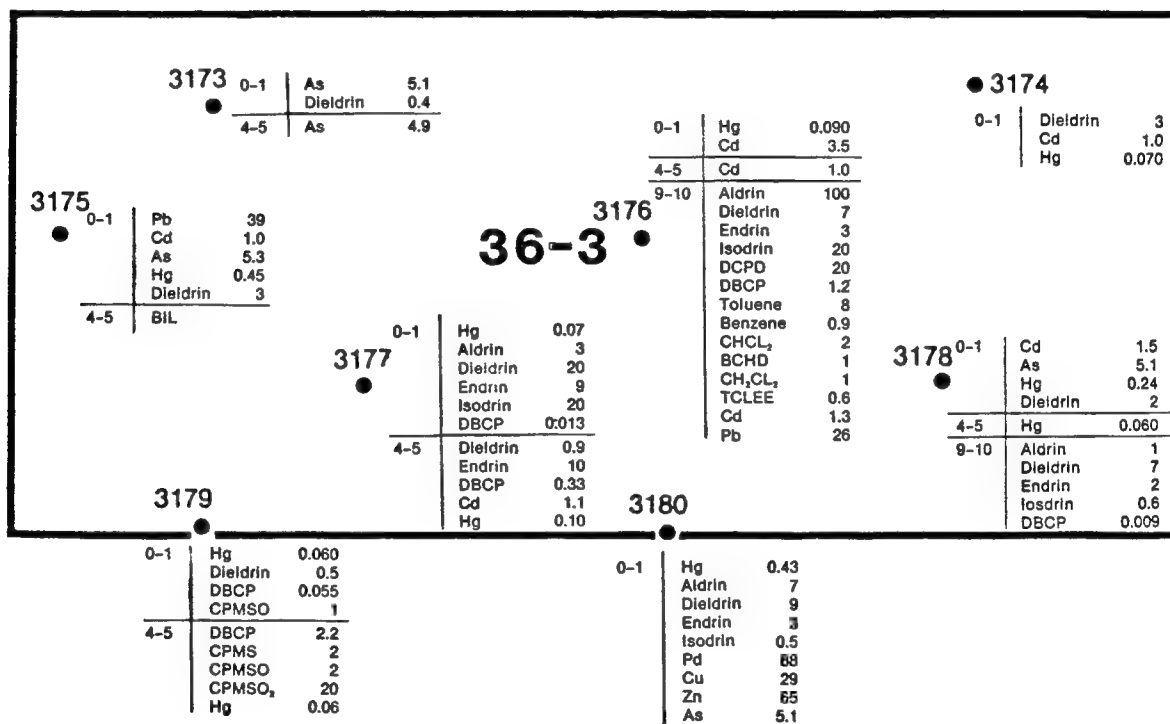 3173
0-1 As 5.1
Dieldrin 0.4
4-5 As 4.9
3174
0-1 Dieldrin 3
Cd 1.0
Hg 0.070
3175
0-1 Pb 39
Cd 1.0
As 5.3
Hg 0.45
Dieldrin 3
4-5 BIL
36-3
3176
0-1 Hg 0.090
Cd 3.5
4-5 Cd 1.0
9-10 Aldrin 100
Dieldrin 7
Endrin 3
Isodrin 20
DCPD 20
DBCP 1.2
Toluene 8
Benzene 0.9
CHCL₂ 2
BCHD 1
CH₂CL₂ 1
TCLEE 0.6
Cd 1.3
Pb 26
3177
0-1 Hg 0.07
Aldrin 3
Dieldrin 20
Endrin 9
Isodrin 20
DBCP 0.013
4-5 Dieldrin 0.9
Endrin 10
DBCP 0.33
Cd 1.1
Hg 0.10
3178
0-1 Cd 1.5
As 5.1
Hg 0.24
Dieldrin 2
4-5 Hg 0.060
9-10 Aldrin 1
Dieldrin 7
Endrin 2
Iosdrin 0.6
DBCP 0.009
3179
0-1 Hg 0.060
Dieldrin 0.5
DBCP 0.055
CPMSO 1
4-5 DBCP 2.2
CPMS 2
CPMSO 2
CPMSO₂ 20
Hg 0.06
3180
0-1 Hg 0.43
Aldrin 7
Dieldrin 9
Endrin 3
Isodrin 0.5
Pd 68
Cu 29
Zn 65
As 5.1